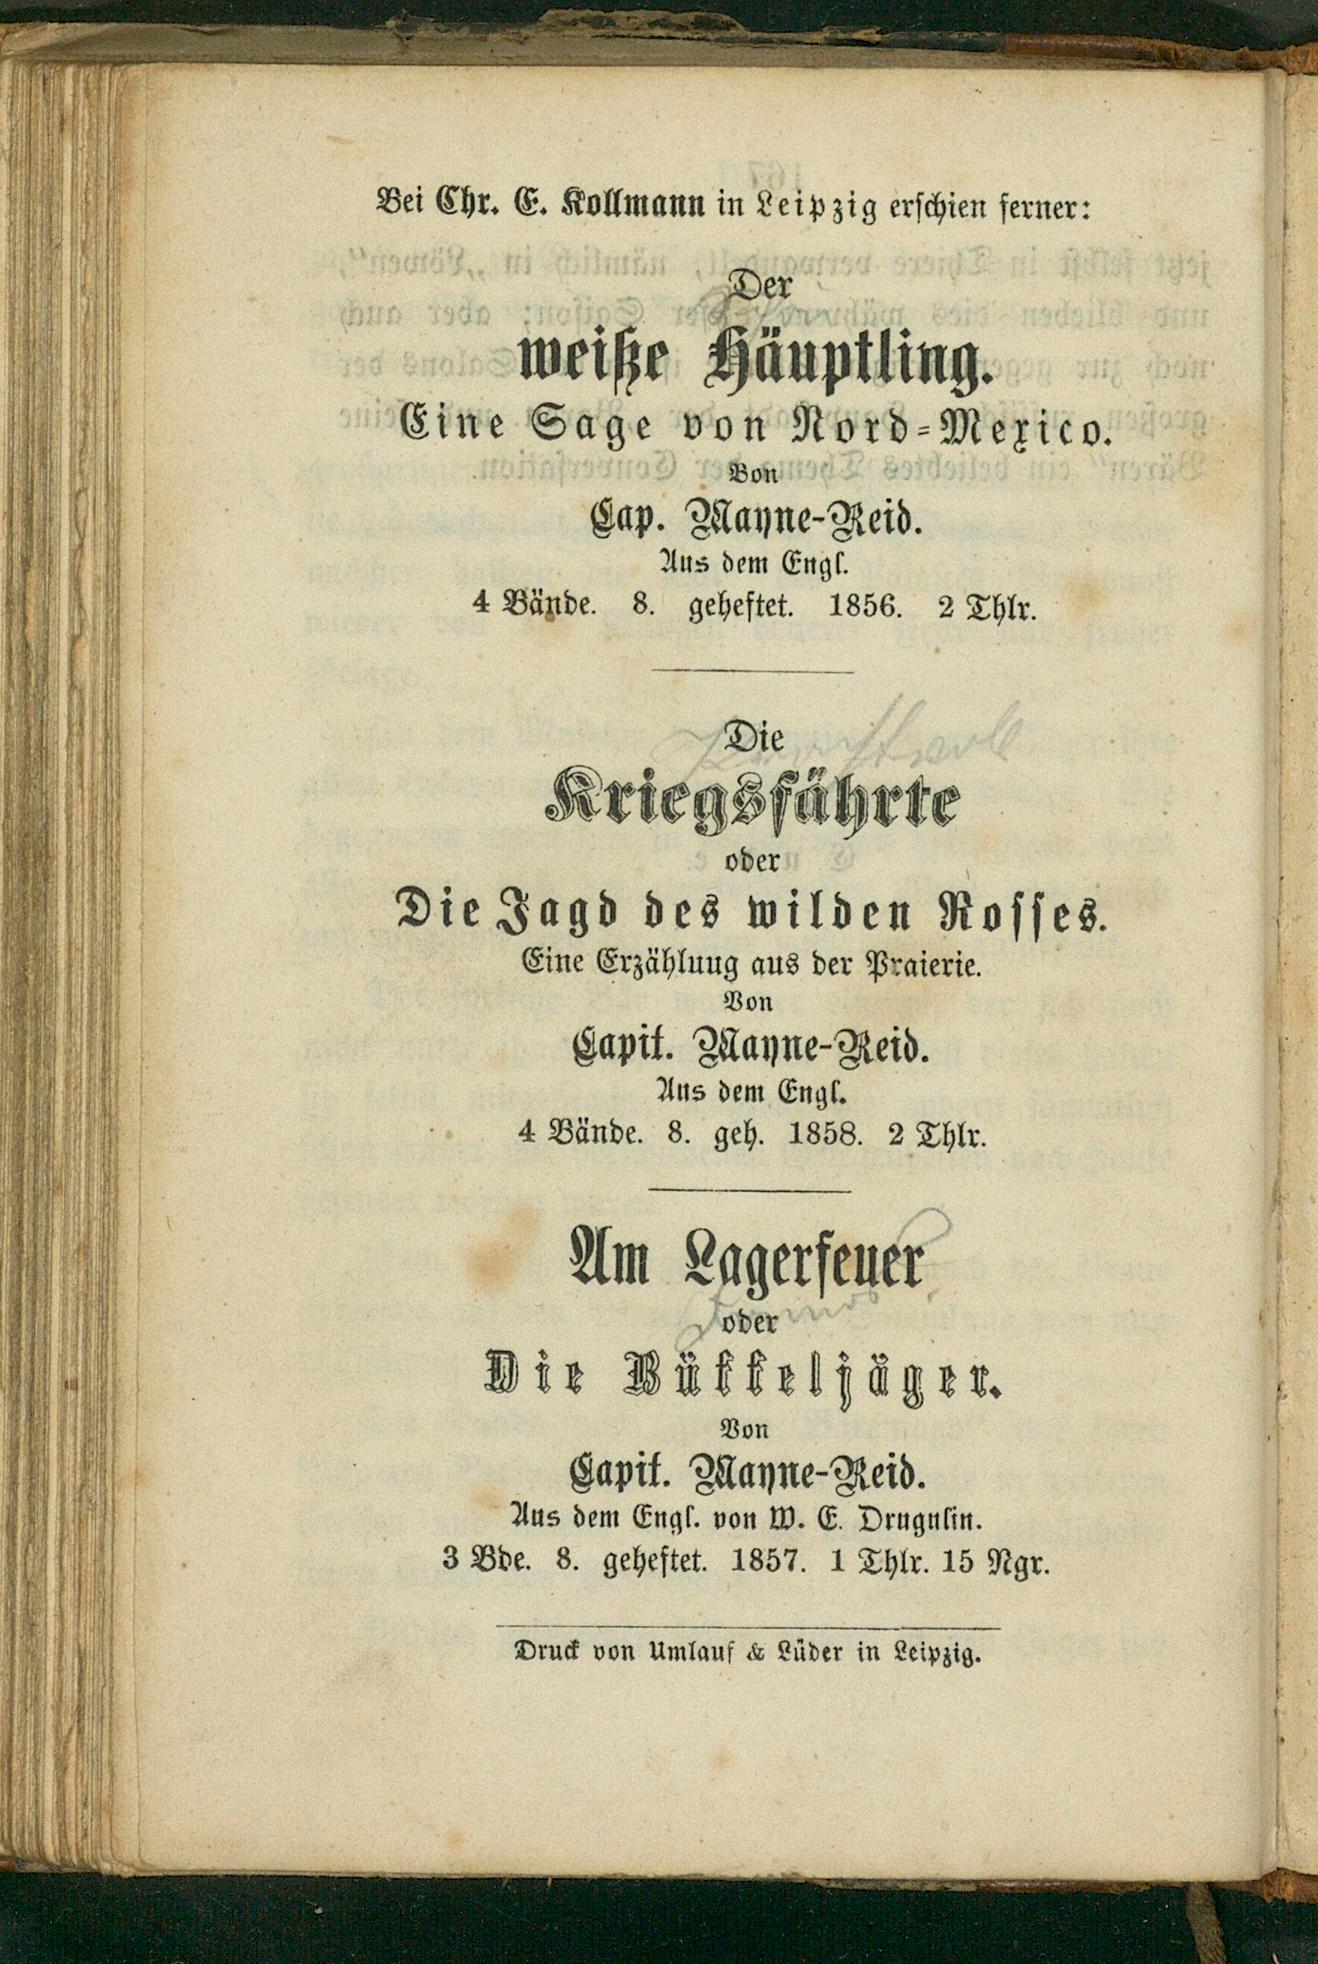 Bei Chr. E. Kollmann in Leipzig erschien ferner:
Der
weiße Häuptling.
Eine Sage von Nord-Mexico.
Von
Cap. Mayne-Reid.
Aus dem Engl.
4 Bände. 8. geheftet. 1856. 2 Thlr.
Die
Kriegsfährte
oder
Die Jagd des wilden Rosses.
Eine Erzählung aus der Praierie.
Von
Capit. Mayne-Reid.
Aus dem Engl.
4 Bände. 8. geh. 1858. 2 Thlr.
Am Lagerfeuer
oder
Die Büffeljäger.
Von
Capit. Mayne-Reid.
Aus dem Engl. von W. E. Drugulin.
3 Bde. 8. geheftet. 1857. 1 Thlr. 15 Ngr.
Druck von Umlauf & Lüder in Leipzig.